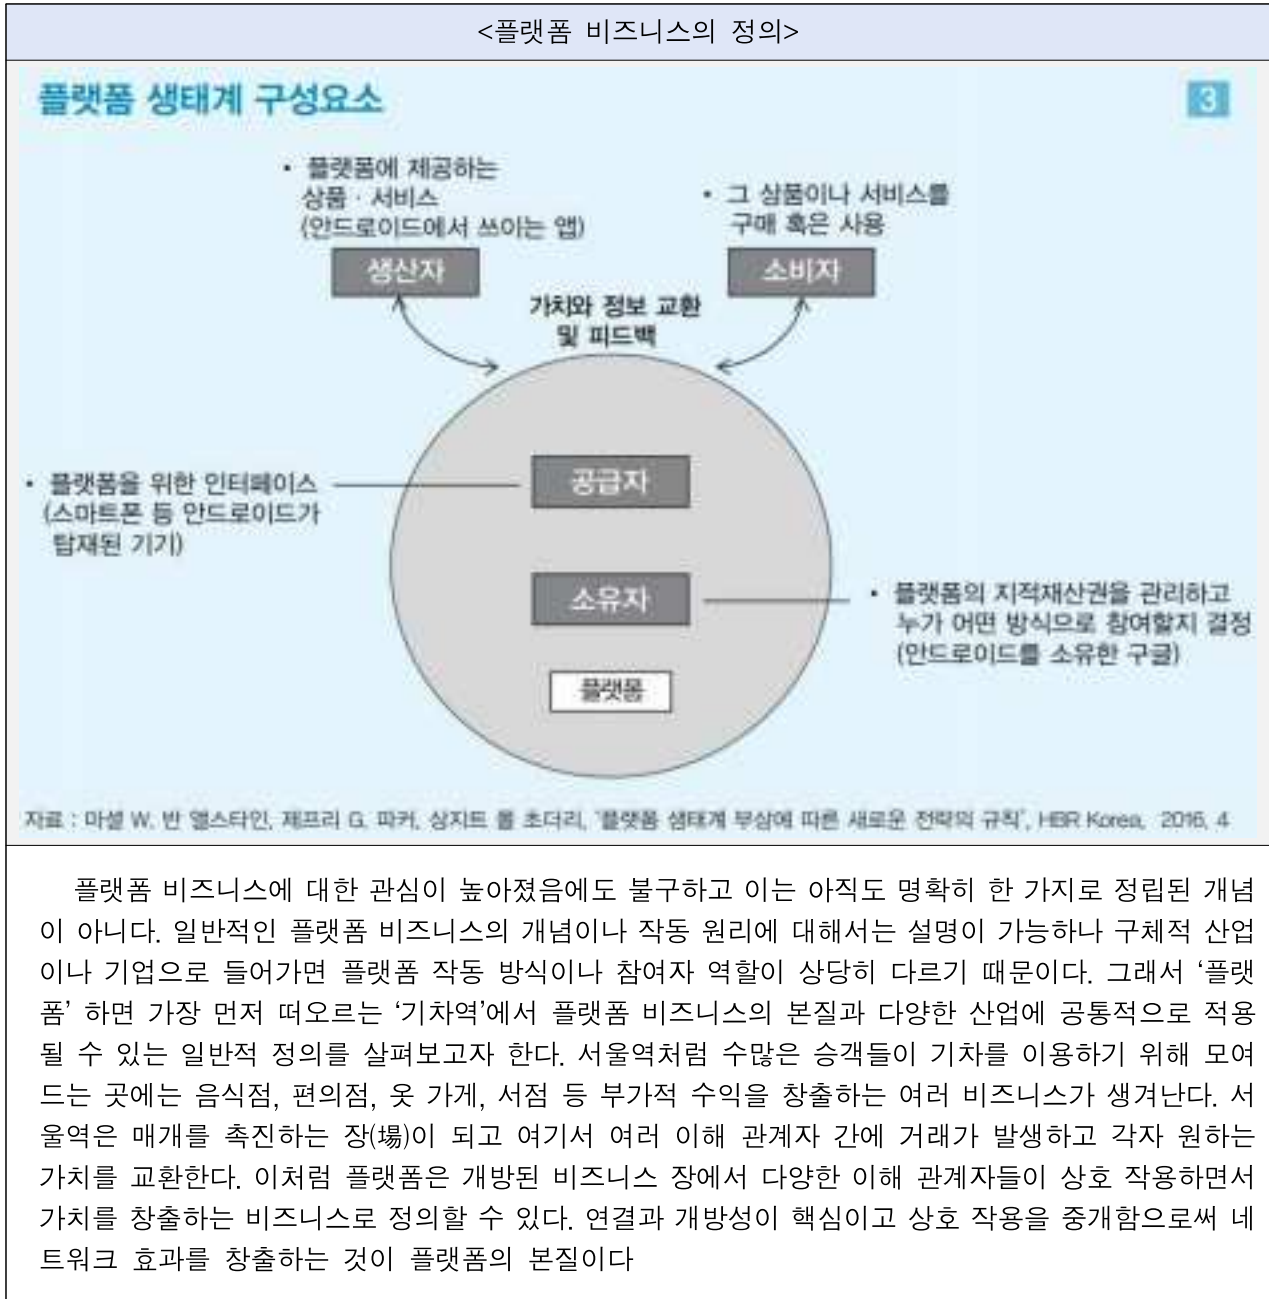 <플랫폼 비즈니스의 정의>
플랫폼 생태계 구성요소
3
• 플랫폼에 제공하는
상품 · 서비스
(안드로이드에서 쓰이는 앱)
생산자
• 그 상품이나 서비스를
구매 혹은 사용
소비자
가치와 정보 교환
및 피드백
• 플랫폼을 위한 인터페이스
(스마트폰 등 안드로이드가
탑재된 기기)
공급자
소유자
• 플랫폼의 지적재산권을 관리하고
누가 어떤 방식으로 참여할지 결정
(안드로이드를 소유한 구글)
플랫폼
자료 : 마셜 W. 반 앨스타인, 제프리 G. 파커, 상지트 폴 초더리, '플랫폼 생태계 부상에 따른 새로운 전략의 규칙', HBR Korea, 2016. 4
플랫폼 비즈니스에 대한 관심이 높아졌음에도 불구하고 이는 아직도 명확히 한 가지로 정립된 개념
이 아니다. 일반적인 플랫폼 비즈니스의 개념이나 작동 원리에 대해서는 설명이 가능하나 구체적 산업
이나 기업으로 들어가면 플랫폼 작동 방식이나 참여자 역할이 상당히 다르기 때문이다. 그래서 ‘플랫
폼’ 하면 가장 먼저 떠오르는 ‘기차역’에서 플랫폼 비즈니스의 본질과 다양한 산업에 공통적으로 적용
될 수 있는 일반적 정의를 살펴보고자 한다. 서울역처럼 수많은 승객들이 기차를 이용하기 위해 모여
드는 곳에는 음식점, 편의점, 옷 가게, 서점 등 부가적 수익을 창출하는 여러 비즈니스가 생겨난다. 서
울역은 매개를 촉진하는 장(場)이 되고 여기서 여러 이해 관계자 간에 거래가 발생하고 각자 원하는
가치를 교환한다. 이처럼 플랫폼은 개방된 비즈니스 장에서 다양한 이해 관계자들이 상호 작용하면서
가치를 창출하는 비즈니스로 정의할 수 있다. 연결과 개방성이 핵심이고 상호 작용을 중개함으로써 네
트워크 효과를 창출하는 것이 플랫폼의 본질이다